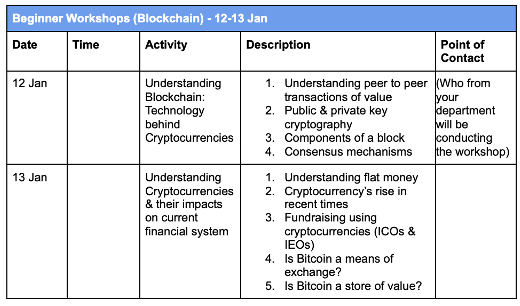 Beginner Workshops (Blockchain) - 12-13 Jan
Date Time Activity Description Point of
Contact
12 Jan Understanding 1. Understanding peer to peer (Who from
Blockchain: transactions of value your
Technology 2. Public & private key department
behind cryptography will be
Cryptocurrencies 3. Components of a block conducting
4. Consensus mechanisms the workshop)
13 Jan Understanding 1. Understanding flat money
Cryptocurrencies 2. Cryptocurrency's rise in
& their impacts recent times
on current 3. Fundraising using
financial system cryptocurrencies (ICOs &
IEOs)
4. Is Bitcoin a means of
exchange?
5. Is Bitcoin a store of value?